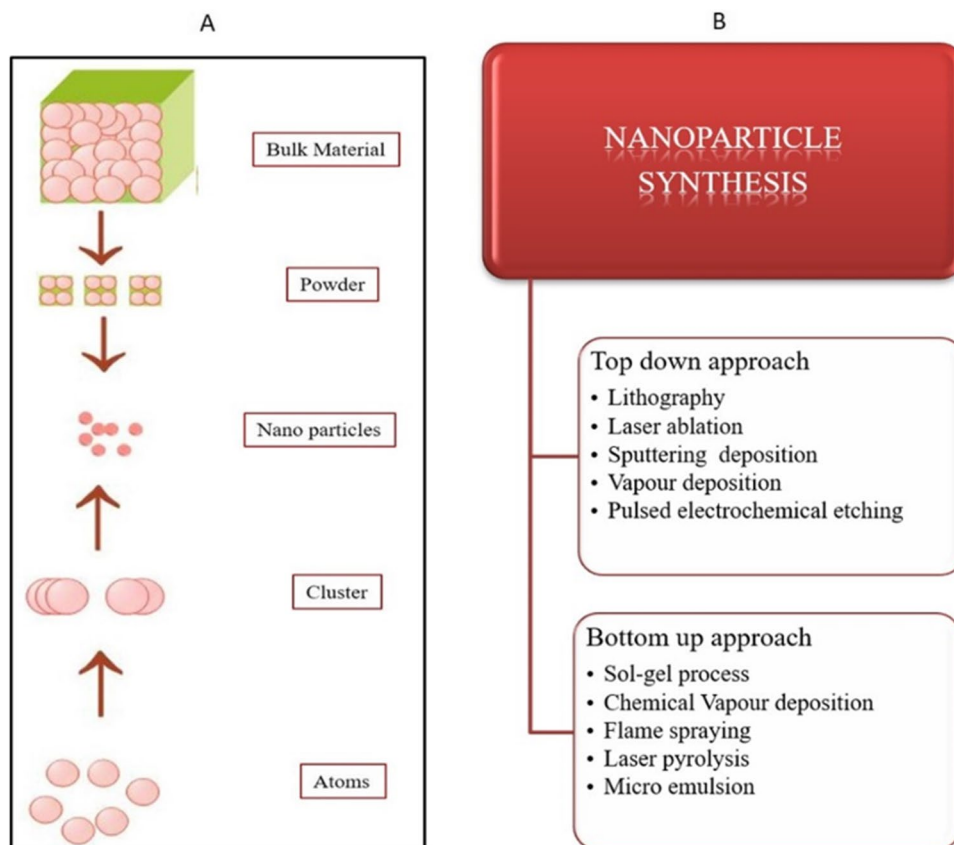 A
Bulk Material
Powder
Nano particles
Cluster
Atoms
B
NANOPARTICLE
SYNTHESIS
Top down approach
• Lithography
• Laser ablation
• Sputtering deposition
• Vapour deposition
• Pulsed electrochemical etching
Bottom up approach
• Sol-gel process
• Chemical Vapour deposition
• Flame spraying
• Laser pyrolysis
• Micro emulsion